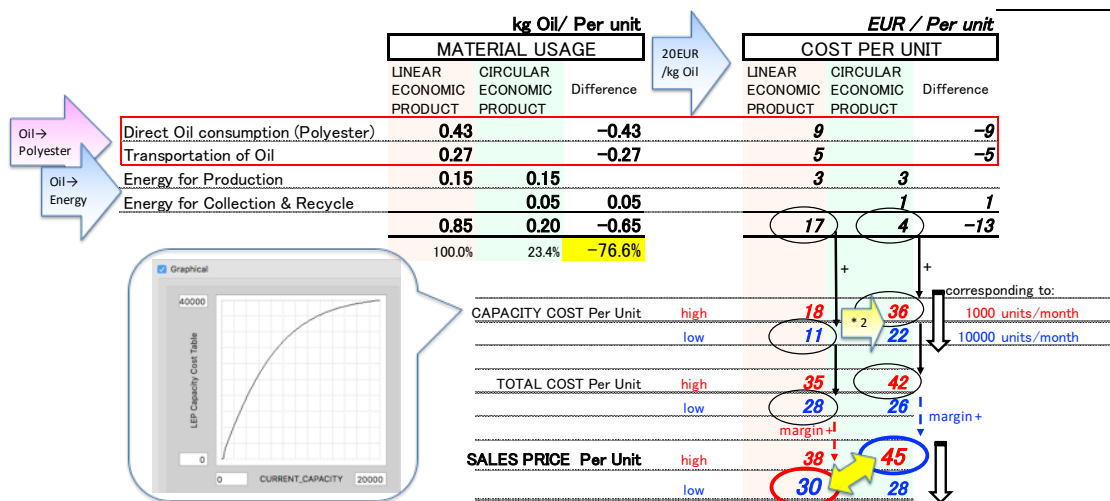 kg Oil/ Per unit
EUR / Per unit
MATERIAL USAGE
20EUR
/kg Oil
COST PER UNIT
LINEAR ECONOMIC PRODUCT
CIRCULAR ECONOMIC PRODUCT
Difference
LINEAR ECONOMIC PRODUCT
CIRCULAR ECONOMIC PRODUCT
Difference
Oil→
Polyester
Direct Oil consumption (Polyester) 0.43 −0.43 9 −9
Transportation of Oil 0.27 −0.27 5 −5
Oil→
Energy
Energy for Production 0.15 0.15 3 3
Energy for Collection & Recycle 0.05 0.05 1 1
0.85 0.20 −0.65 17 4 −13
100.0% 23.4% −76.6%
+ +
Graphical
40000
LEP Capacity Cost Table
0
0 CURRENT_CAPACITY 20000
corresponding to:
CAPACITY COST Per Unit high 18 36 1000 units/month
* 2
low 11 22 10000 units/month
TOTAL COST Per Unit high 35 42
low 28 26
margin +
margin +
SALES PRICE Per Unit high 38 45
low 30 28